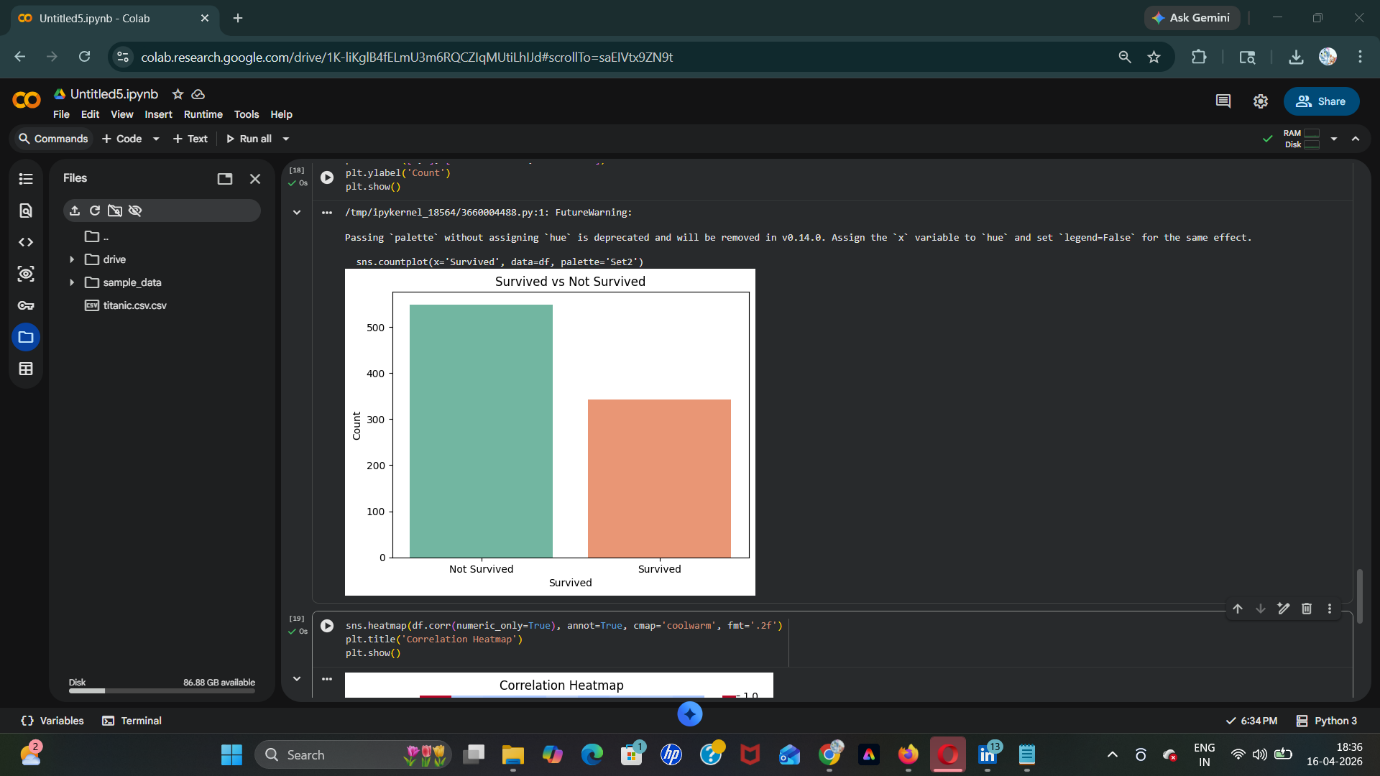 Untitled5.ipynb - Colab
Ask Gemini
colab.research.google.com/drive/1K-IiKglB4fELmU3m6RQCZIqMUtiLhIJd#scrollTo=saEIVtx9ZN9t
Untitled5.ipynb
File Edit View Insert Runtime Tools Help
Share
Commands + Code + Text Run all
RAM
Disk
Files
..
drive
sample_data
titanic.csv.csv
Disk 86.88 GB available
[18]
0s
plt.ylabel('Count')
plt.show()
/tmp/ipykernel_18564/3660004488.py:1: FutureWarning:
Passing `palette` without assigning `hue` is deprecated and will be removed in v0.14.0. Assign the `x` variable to `hue` and set `legend=False` for the same effect.
sns.countplot(x='Survived', data=df, palette='Set2')
Survived vs Not Survived
500
400
300
200
100
0
Count
Not Survived Survived
Survived
[19]
0s
sns.heatmap(df.corr(numeric_only=True), annot=True, cmap='coolwarm', fmt='.2f')
plt.title('Correlation Heatmap')
plt.show()
Correlation Heatmap
1.0
Variables Terminal
6:34 PM Python 3
2
Search
1
13
ENG
IN
18:36
16-04-2026